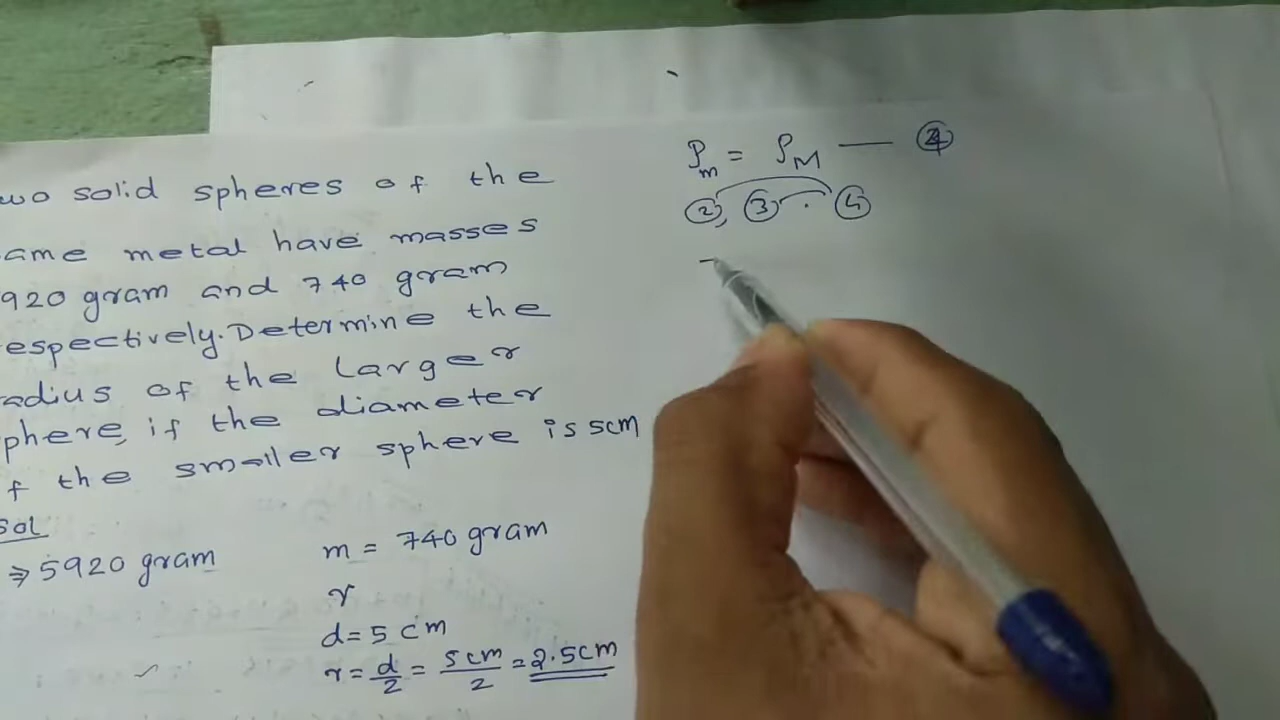 wo solid spheres of the
ame metal have masses
920 gram and 740 gram
espectively. Determine the
adius of the larger
phere, if the diameter
f the smaller sphere is 5cm
sol
⇒ 5920 gram
m = 740 gram
r
d = 5 cm
r = d/2 = 5cm/2 = 2.5cm
ρm = ρM — ④
②, ③ . ④